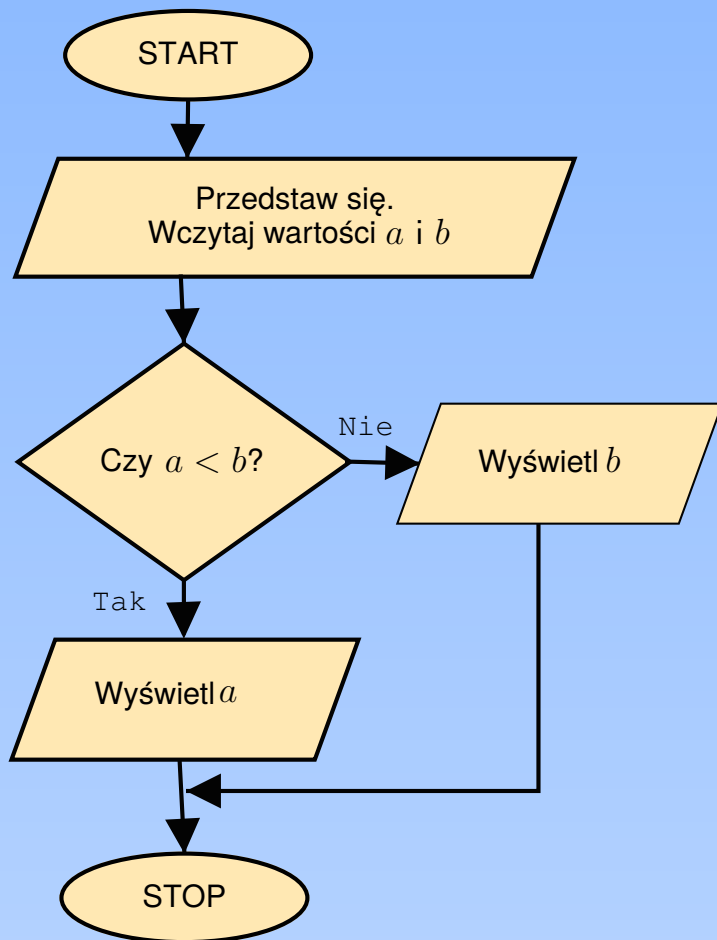 START
Przedstaw się.
Wczytaj wartości a i b
Czy a < b?
Nie
Wyświetl b
Tak
Wyświetl a
STOP